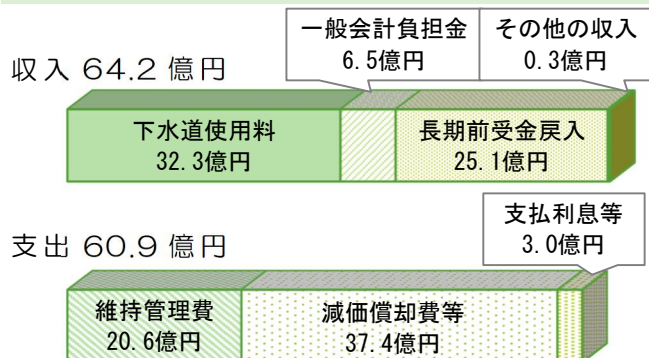 一般会計負担金
6.5億円
その他の収入
0.3億円
収入 64.2 億円
下水道使用料
32.3億円
長期前受金戻入
25.1億円
支払利息等
3.0億円
支出 60.9 億円
維持管理費
20.6億円
減価償却費等
37.4億円